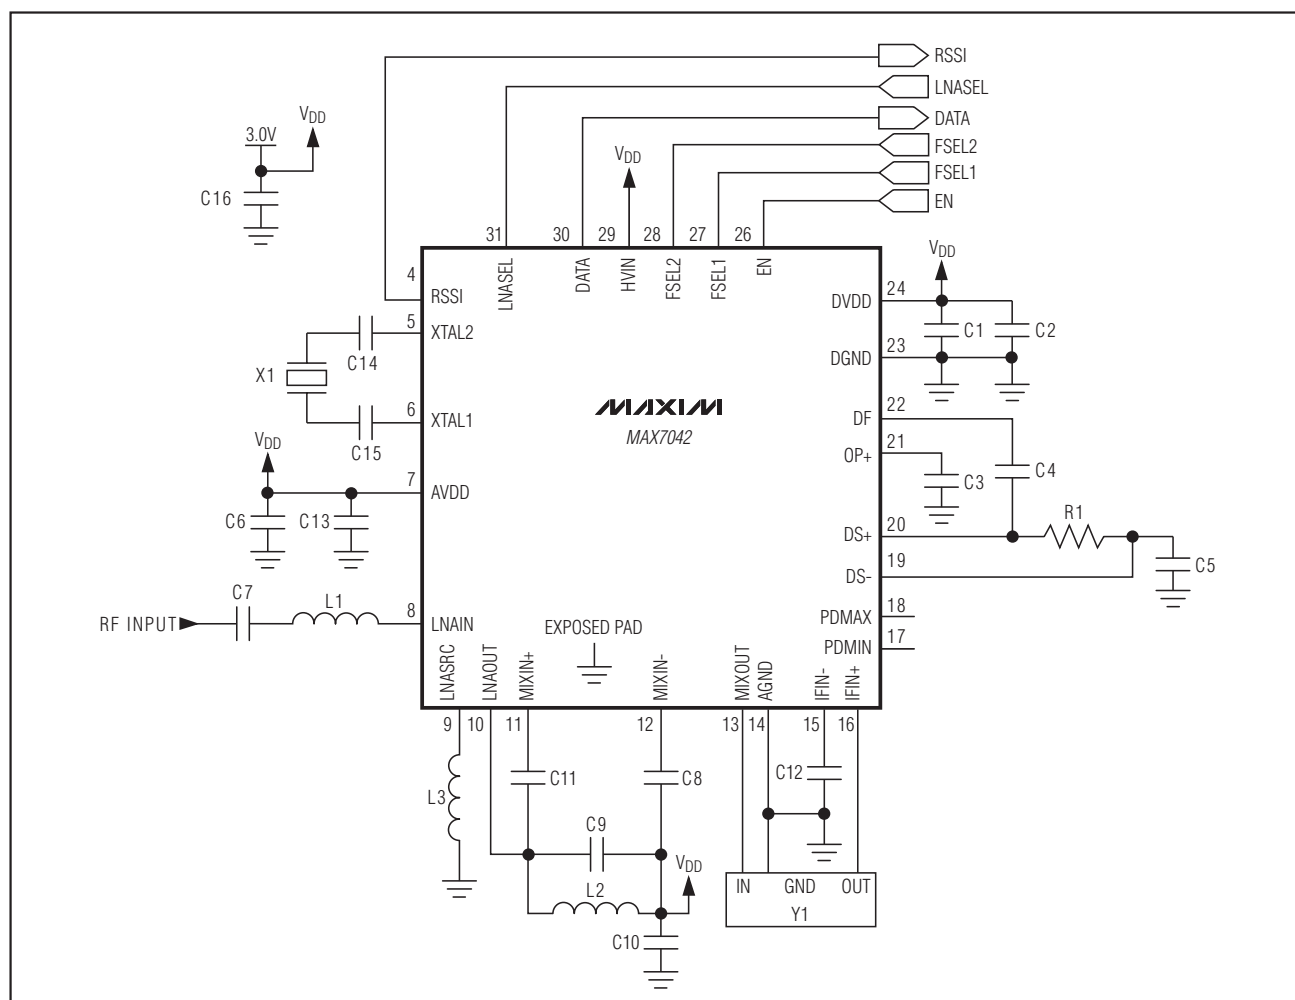 RSSI
LNASEL
DATA
FSEL2
FSEL1
EN
3.0V
VDD
C16
VDD
31
30
29
28
27
26
LNASEL
DATA
HVIN
FSEL2
FSEL1
EN
4
RSSI
5
XTAL2
C14
X1
6
XTAL1
C15
VDD
7
AVDD
C6
C13
C7
L1
RF INPUT
8
LNAIN
MAXIM
MAX7042
EXPOSED PAD
VDD
DVDD
24
C1
C2
DGND
23
DF
22
OP+
21
C3
C4
DS+
20
R1
DS-
19
C5
PDMAX
18
PDMIN
17
LNASRC
LNAOUT
MIXIN+
MIXIN-
MIXOUT
AGND
IFIN-
IFIN+
9
10
11
12
13
14
15
16
L3
C11
C8
C9
L2
VDD
C10
C12
IN
GND
OUT
Y1